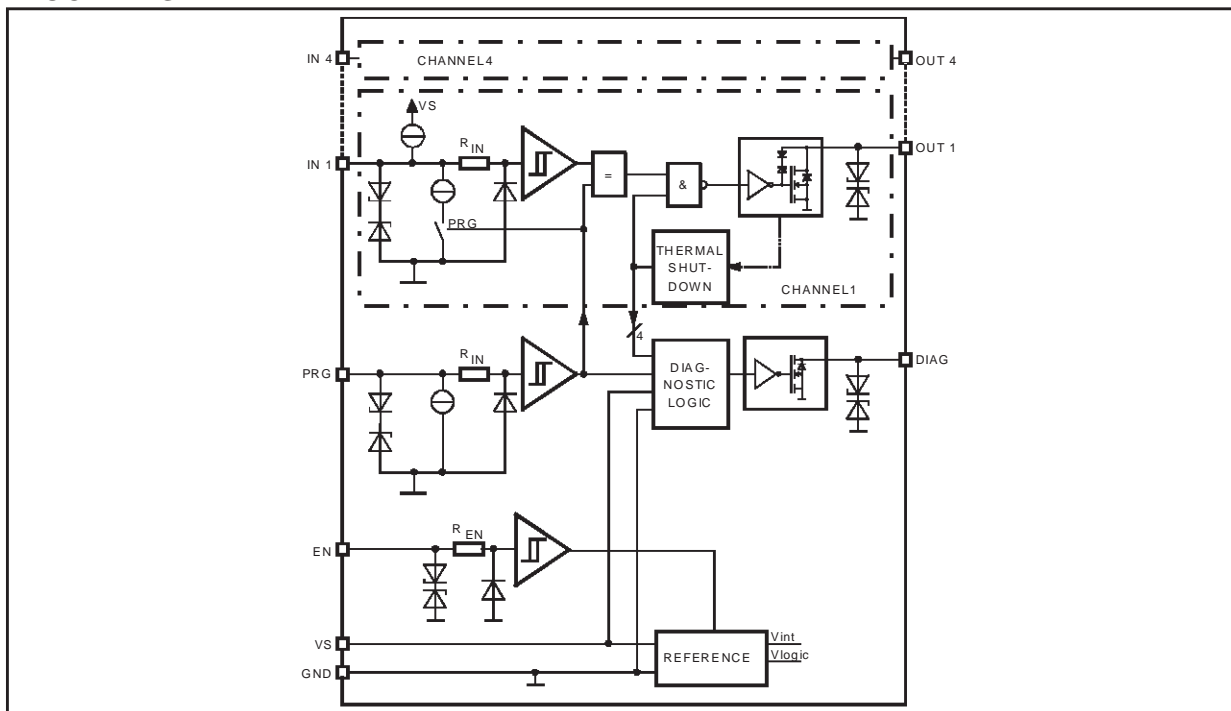 IN 4
CHANNEL4
OUT 4
VS
R IN
IN 1
OUT 1
=
&
PRG
THERMAL
SHUT-
DOWN
CHANNEL1
4
R IN
PRG
DIAG-
NOSTIC
LOGIC
DIAG
R EN
EN
VS
GND
REFERENCE
Vint
Vlogic